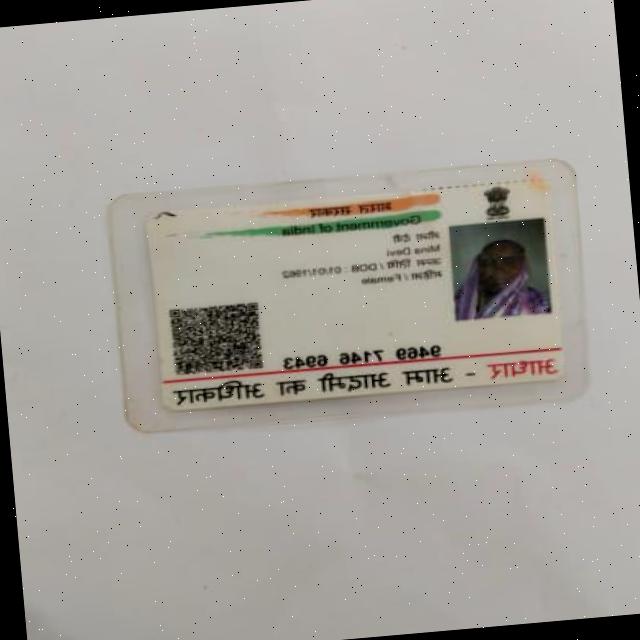 भारत सरकार
Government of India
मीना देवी
Mina Devi
जन्म तिथि / DOB : 01/01/1962
महिला / Female
9469 7146 6943
आधार - आम आदमी का अधिकार